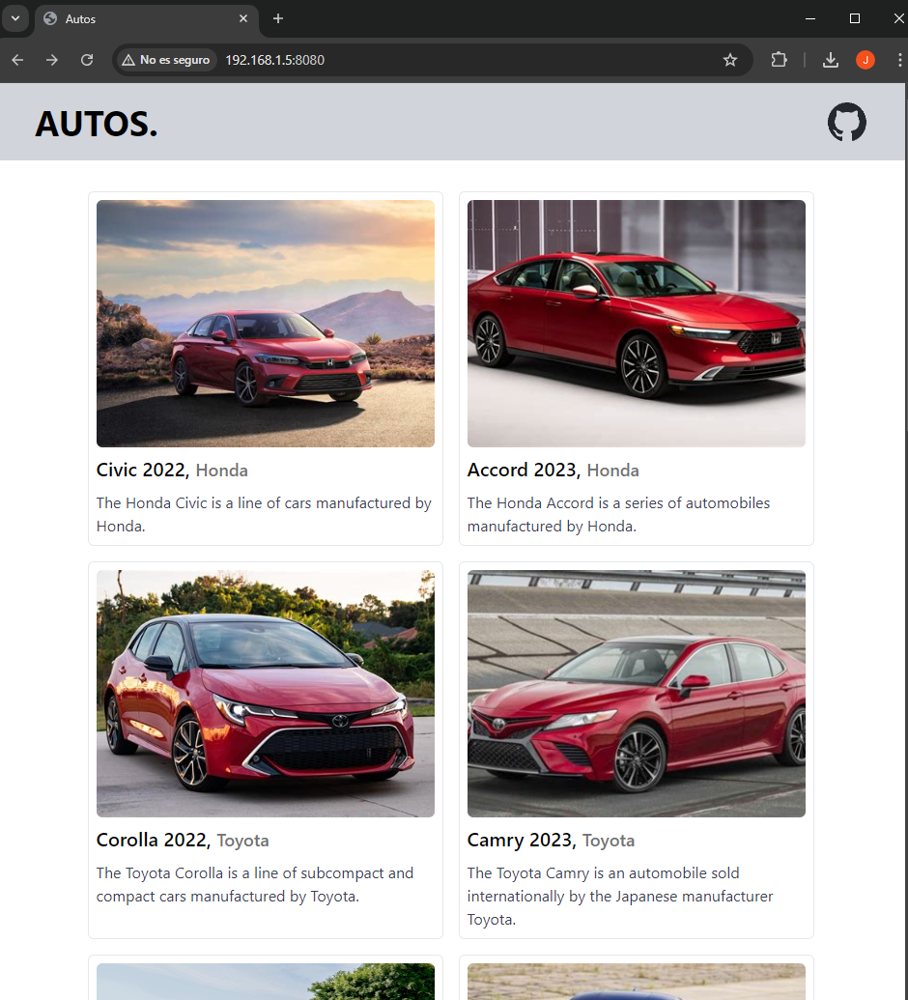 Autos
No es seguro
192.168.1.5:8080
J
AUTOS.
Civic 2022, Honda
The Honda Civic is a line of cars manufactured by
Honda.
Accord 2023, Honda
The Honda Accord is a series of automobiles
manufactured by Honda.
Corolla 2022, Toyota
The Toyota Corolla is a line of subcompact and
compact cars manufactured by Toyota.
Camry 2023, Toyota
The Toyota Camry is an automobile sold
internationally by the Japanese manufacturer
Toyota.